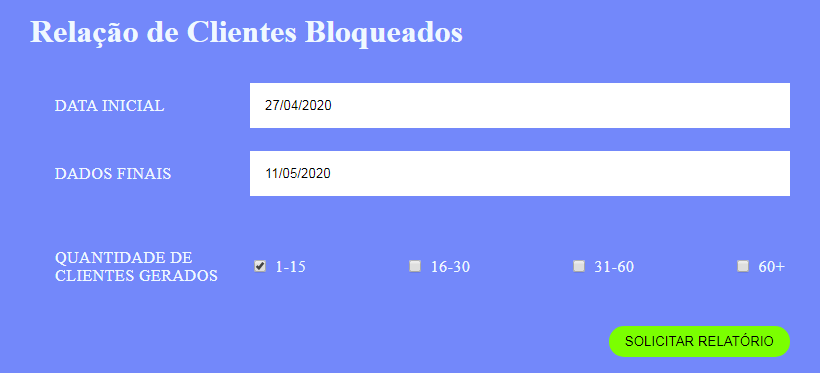 Relação de Clientes Bloqueados
DATA INICIAL
27/04/2020
DADOS FINAIS
11/05/2020
QUANTIDADE DE
CLIENTES GERADOS
1-15
16-30
31-60
60+
SOLICITAR RELATÓRIO